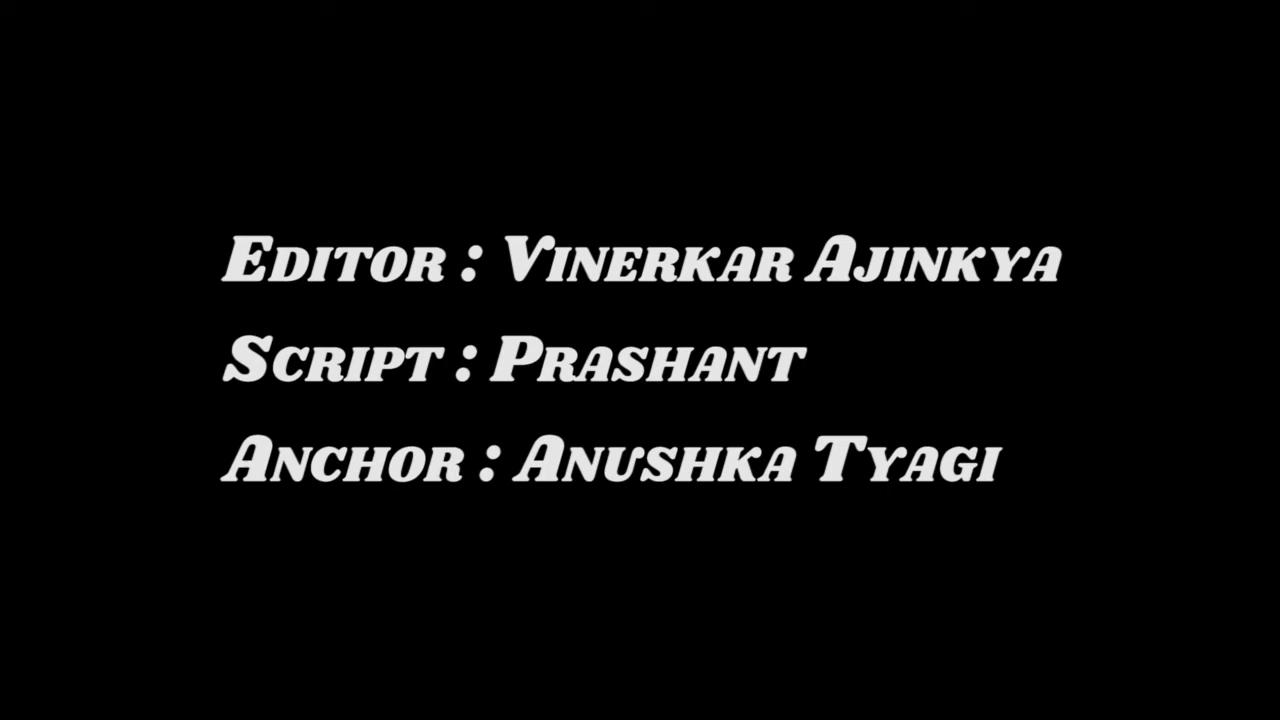 Editor : Vinerkar Ajinkya
Script : Prashant
Anchor : Anushka Tyagi